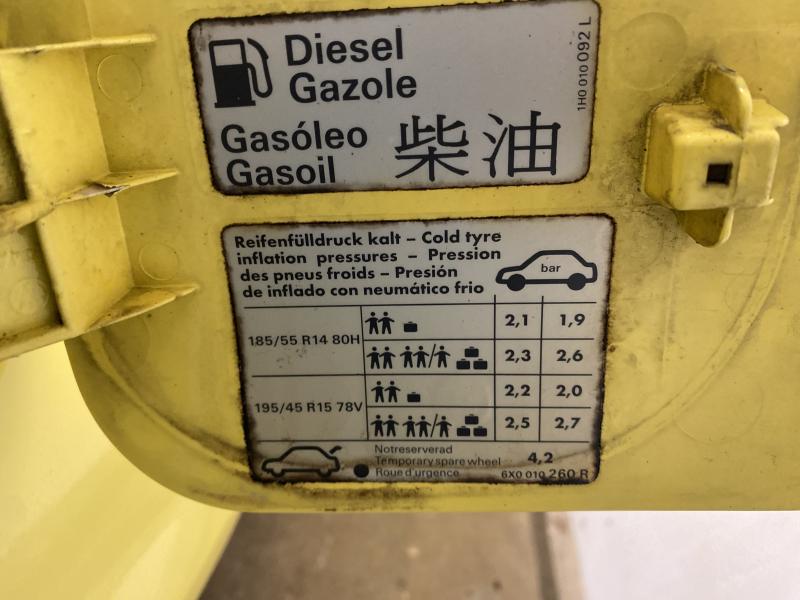 Diesel
Gazole
Gasóleo
Gasoil
柴油
1H0 010 092 L
Reifenfülldruck kalt – Cold tyre
inflation pressures – Pression
des pneus froids – Presión
de inflado con neumático frio
bar
185/55 R14 80H 2,1 1,9
2,3 2,6
195/45 R15 78V 2,2 2,0
2,5 2,7
Notreserverad
Temporary spare wheel 4,2
Roue d'urgence 6X0 010 260 R